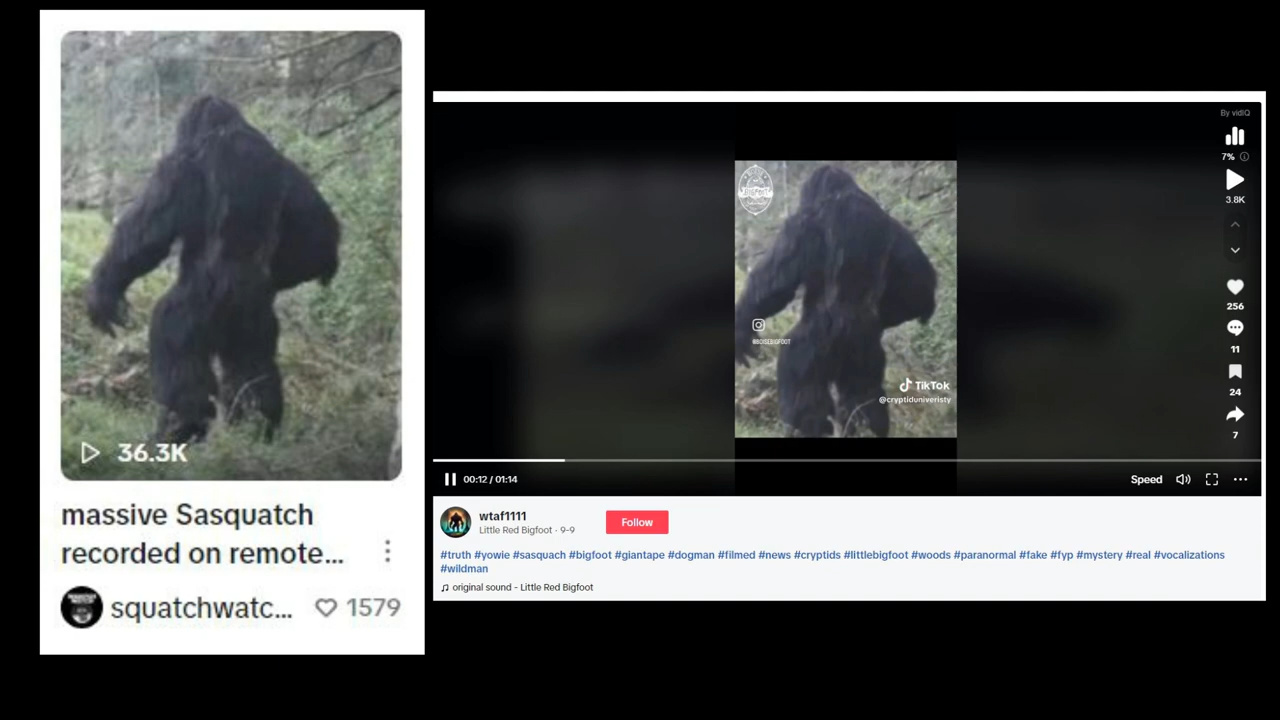 36.3K
massive Sasquatch
recorded on remote...
squatchwatc... 1579
By vidIQ
7%
3.8K
256
11
24
7
BIGFOOT
@BOISEBIGFOOT
TikTok
@cryptiduniveristy
00:12 / 01:14 Speed
wtaf1111
Little Red Bigfoot · 9-9
Follow
#truth #yowie #sasquach #bigfoot #giantape #dogman #filmed #news #cryptids #littlebigfoot #woods #paranormal #fake #fyp #mystery #real #vocalizations
#wildman
original sound - Little Red Bigfoot